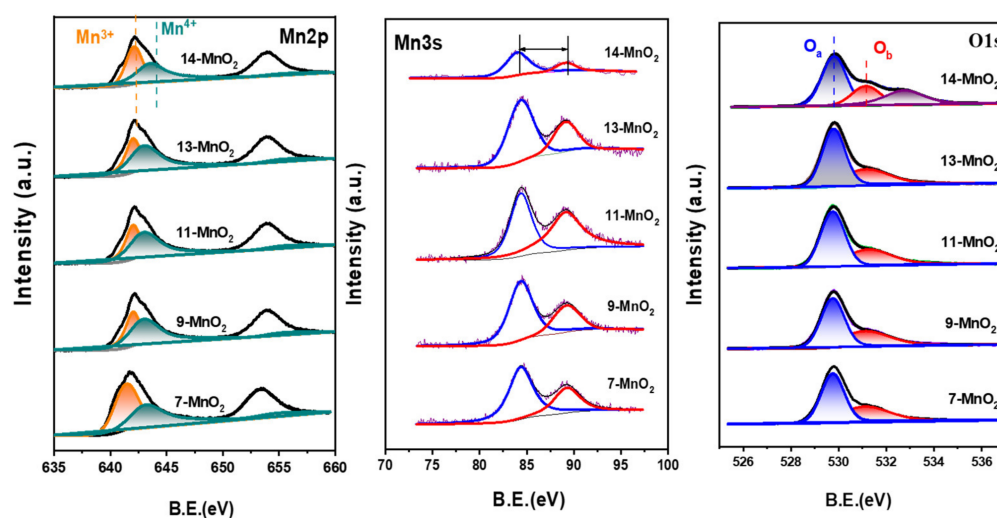 Mn³⁺
Mn⁴⁺
Mn2p
14-MnO₂
13-MnO₂
11-MnO₂
9-MnO₂
7-MnO₂
Intensity (a.u.)
635 640 645 650 655 660
B.E.(eV)
Mn3s
14-MnO₂
13-MnO₂
11-MnO₂
9-MnO₂
7-MnO₂
Intensity (a.u.)
70 75 80 85 90 95 100
B.E.(eV)
Oₐ
O_b
O1s
14-MnO₂
13-MnO₂
11-MnO₂
9-MnO₂
7-MnO₂
Intensity (a.u.)
526 528 530 532 534 536
B.E.(eV)